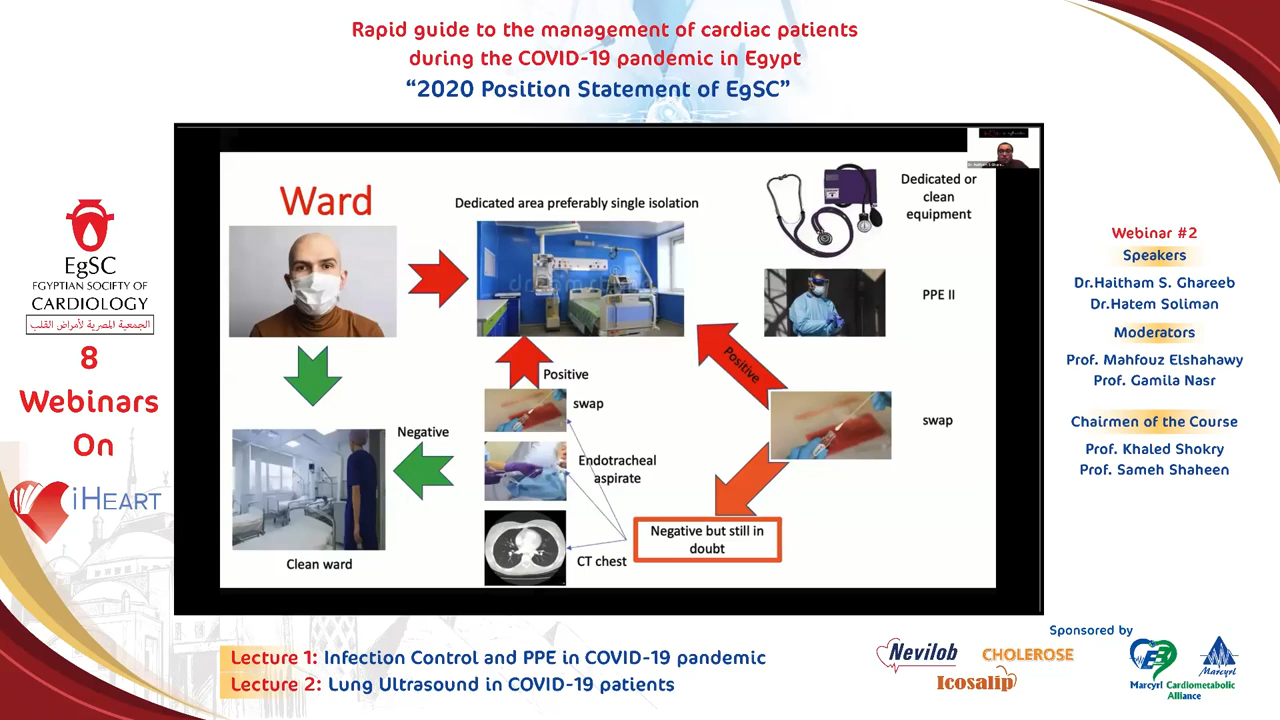 Rapid guide to the management of cardiac patients
during the COVID-19 pandemic in Egypt
“2020 Position Statement of EgSC”
EgSC
EGYPTIAN SOCIETY OF
CARDIOLOGY
الجمعية المصرية لأمراض القلب
8
Webinars
On
iHEART
Ward
Dedicated area preferably single isolation
Dedicated or
clean
equipment
PPE II
Positive
swap
Endotracheal
aspirate
CT chest
Negative
Clean ward
Positive
swap
Negative but still in
doubt
Webinar #2
Speakers
Dr.Haitham S. Ghareeb
Dr.Hatem Soliman
Moderators
Prof. Mahfouz Elshahawy
Prof. Gamila Nasr
Chairmen of the Course
Prof. Khaled Shokry
Prof. Sameh Shaheen
Lecture 1: Infection Control and PPE in COVID-19 pandemic
Lecture 2: Lung Ultrasound in COVID-19 patients
Sponsored by
Nevilob
CHOLEROSE
Icosalip
Marcyrl Cardiometabolic
Alliance
Marcyrl